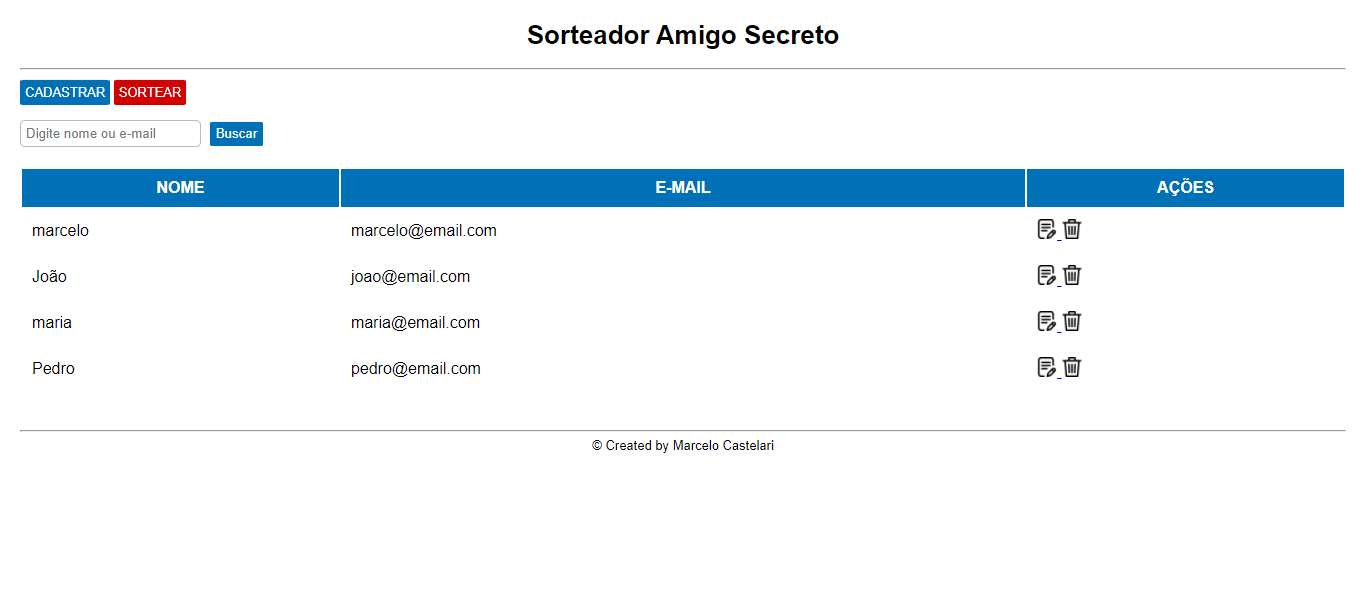 Sorteador Amigo Secreto
CADASTRAR SORTEAR
Digite nome ou e-mail Buscar
NOME E-MAIL AÇÕES
marcelo marcelo@email.com
João joao@email.com
maria maria@email.com
Pedro pedro@email.com
© Created by Marcelo Castelari